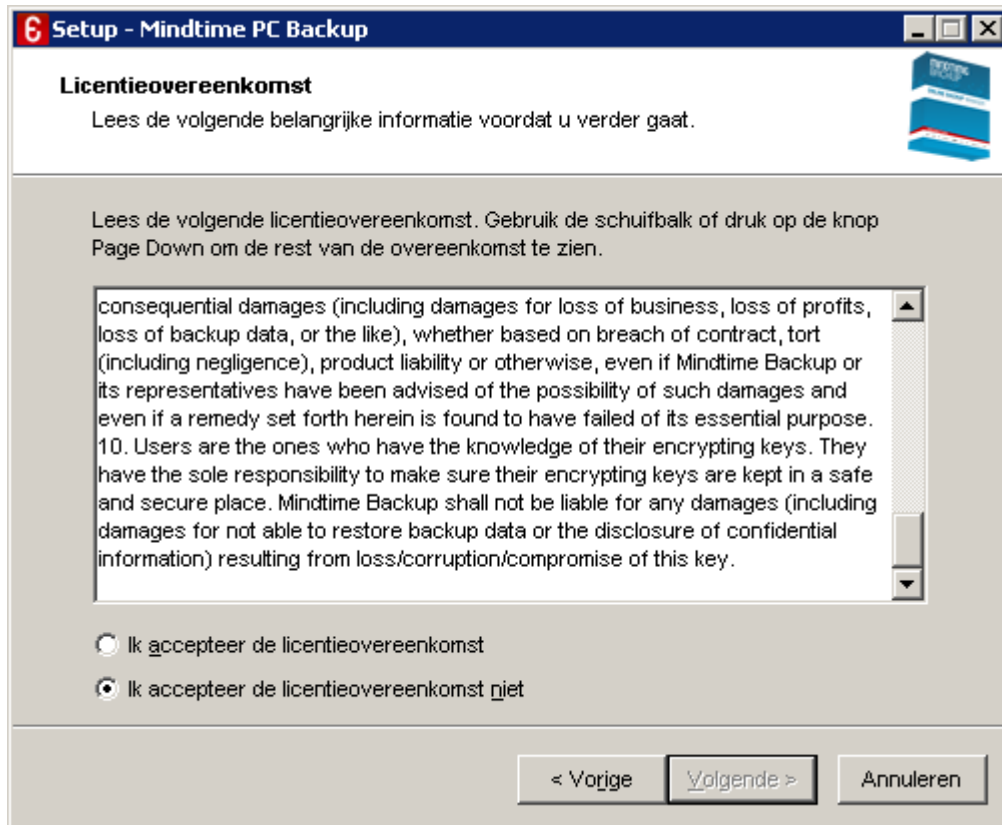 Setup - Mindtime PC Backup
Licentieovereenkomst
Lees de volgende belangrijke informatie voordat u verder gaat.
MINDTIME
BACKUP
Lees de volgende licentieovereenkomst. Gebruik de schuifbalk of druk op de knop
Page Down om de rest van de overeenkomst te zien.
consequential damages (including damages for loss of business, loss of profits,
loss of backup data, or the like), whether based on breach of contract, tort
(including negligence), product liability or otherwise, even if Mindtime Backup or
its representatives have been advised of the possibility of such damages and
even if a remedy set forth herein is found to have failed of its essential purpose.
10. Users are the ones who have the knowledge of their encrypting keys. They
have the sole responsibility to make sure their encrypting keys are kept in a safe
and secure place. Mindtime Backup shall not be liable for any damages (including
damages for not able to restore backup data or the disclosure of confidential
information) resulting from loss/corruption/compromise of this key.
Ik accepteer de licentieovereenkomst
Ik accepteer de licentieovereenkomst niet
< Vorige
Volgende >
Annuleren